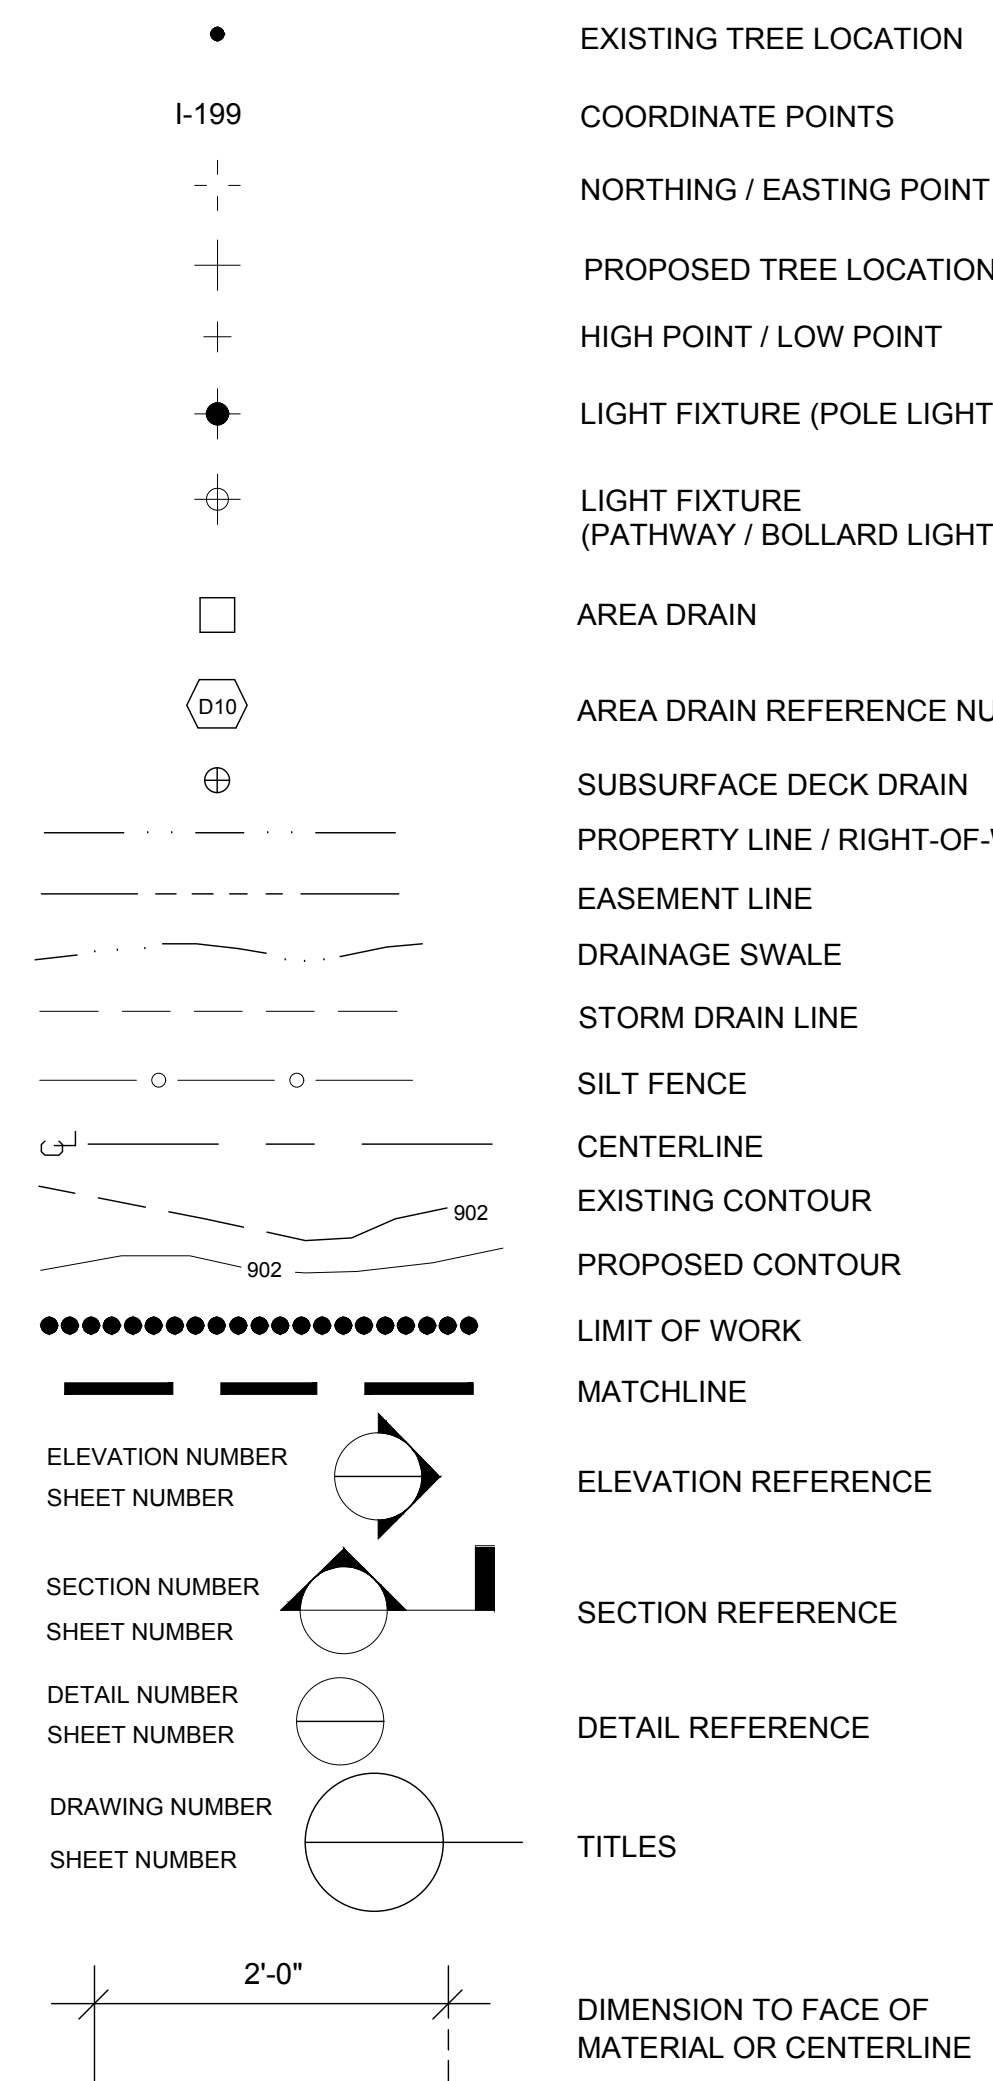 EXISTING TREE LOCATION
I-199
COORDINATE POINTS
NORTHING / EASTING POINT
PROPOSED TREE LOCATION
HIGH POINT / LOW POINT
LIGHT FIXTURE (POLE LIGHT
LIGHT FIXTURE
(PATHWAY / BOLLARD LIGHT
AREA DRAIN
D10
AREA DRAIN REFERENCE NU
SUBSURFACE DECK DRAIN
PROPERTY LINE / RIGHT-OF-
EASEMENT LINE
DRAINAGE SWALE
STORM DRAIN LINE
SILT FENCE
CL
CENTERLINE
EXISTING CONTOUR
902
PROPOSED CONTOUR
902
LIMIT OF WORK
MATCHLINE
ELEVATION NUMBER
SHEET NUMBER
ELEVATION REFERENCE
SECTION NUMBER
SHEET NUMBER
SECTION REFERENCE
DETAIL NUMBER
SHEET NUMBER
DETAIL REFERENCE
DRAWING NUMBER
SHEET NUMBER
TITLES
2'-0"
DIMENSION TO FACE OF
MATERIAL OR CENTERLINE